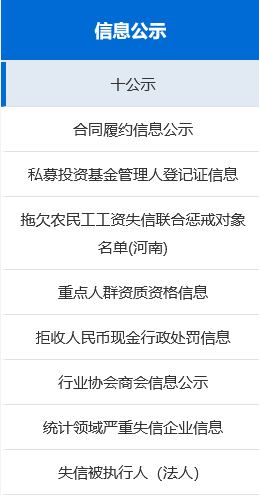 信息公示
十公示
合同履约信息公示
私募投资基金管理人登记证信息
拖欠农民工工资失信联合惩戒对象
名单(河南)
重点人群资质资格信息
拒收人民币现金行政处罚信息
行业协会商会信息公示
统计领域严重失信企业信息
失信被执行人（法人）